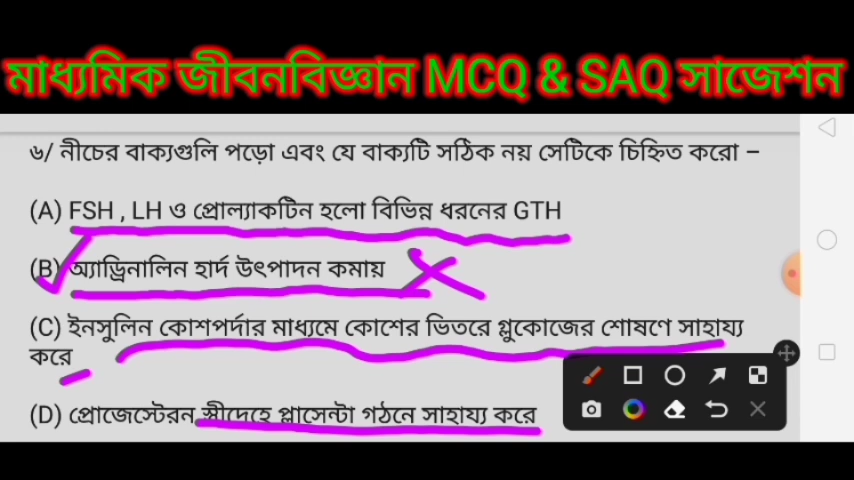 মাধ্যমিক জীবনবিজ্ঞান MCQ & SAQ সাজেশন
৬/ নীচের বাক্যগুলি পড়ো এবং যে বাক্যটি সঠিক নয় সেটিকে চিহ্নিত করো –
(A) FSH , LH ও প্রোল্যাকটিন হলো বিভিন্ন ধরনের GTH
(B) অ্যাড্রিনালিন হার্দ উৎপাদন কমায়
(C) ইনসুলিন কোশপর্দার মাধ্যমে কোশের ভিতরে গ্লুকোজের শোষণে সাহায্য
করে
(D) প্রোজেস্টেরন স্ত্রীদেহে প্লাসেন্টা গঠনে সাহায্য করে